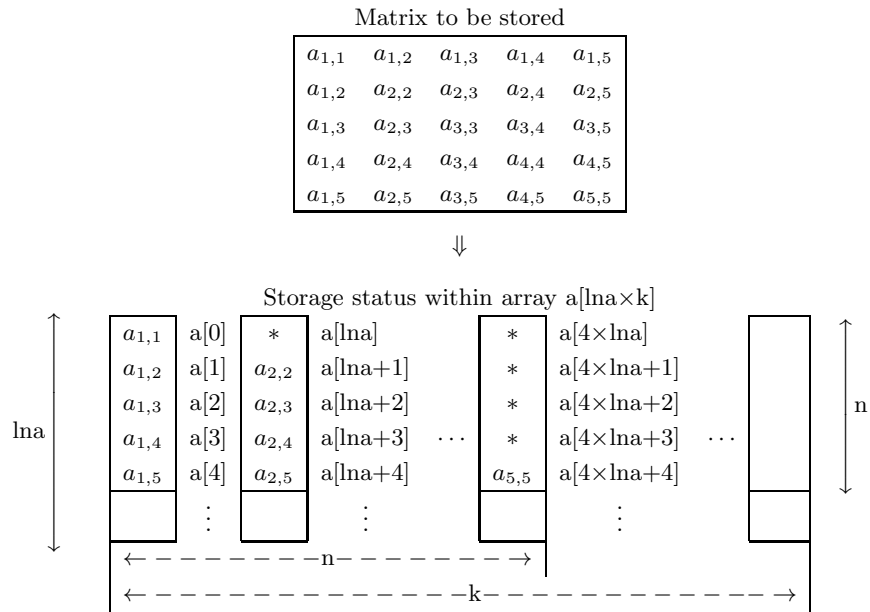 Matrix to be stored
a1,1 a1,2 a1,3 a1,4 a1,5
a1,2 a2,2 a2,3 a2,4 a2,5
a1,3 a2,3 a3,3 a3,4 a3,5
a1,4 a2,4 a3,4 a4,4 a4,5
a1,5 a2,5 a3,5 a4,5 a5,5
⇓
Storage status within array a[lna×k]
a1,1 a[0] * a[lna] * a[4×lna]
a1,2 a[1] a2,2 a[lna+1] * a[4×lna+1]
a1,3 a[2] a2,3 a[lna+2] * a[4×lna+2]
lna n
a1,4 a[3] a2,4 a[lna+3] ··· * a[4×lna+3] ···
a1,5 a[4] a2,5 a[lna+4] a5,5 a[4×lna+4]
⋮ ⋮ ⋮
n
k